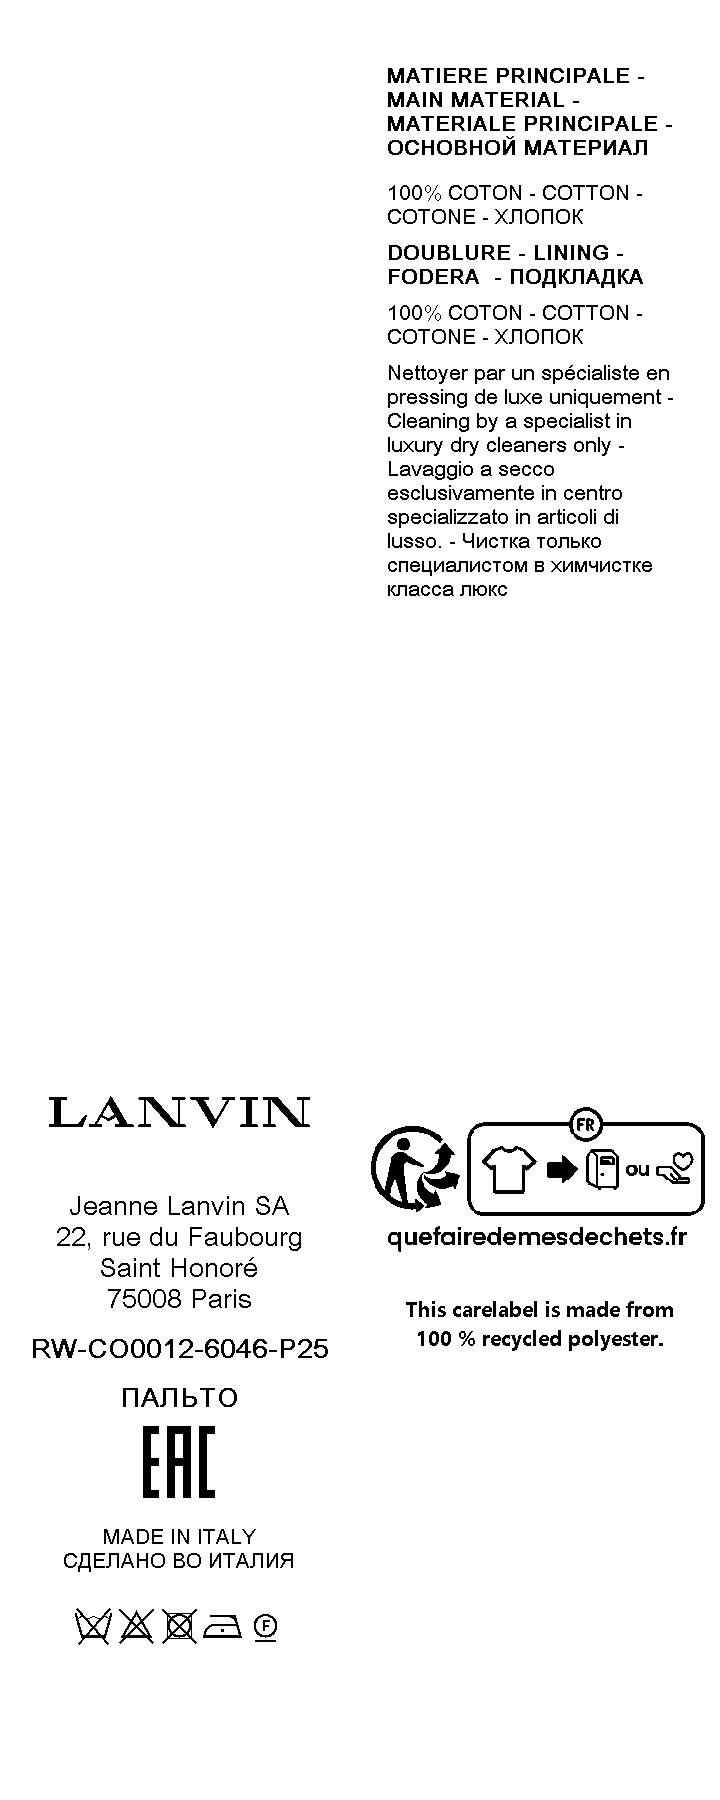 MATIERE PRINCIPALE -
MAIN MATERIAL -
MATERIALE PRINCIPALE -
ОСНОВНОЙ МАТЕРИАЛ
100% COTON - COTTON -
COTONE - ХЛОПОК
DOUBLURE - LINING -
FODERA - ПОДКЛАДКА
100% COTON - COTTON -
COTONE - ХЛОПОК
Nettoyer par un spécialiste en
pressing de luxe uniquement -
Cleaning by a specialist in
luxury dry cleaners only -
Lavaggio a secco
esclusivamente in centro
specializzato in articoli di
lusso. - Чистка только
специалистом в химчистке
класса люкс
LANVIN
Jeanne Lanvin SA
22, rue du Faubourg
Saint Honoré
75008 Paris
RW-CO0012-6046-P25
ПАЛЬТО
EAC
MADE IN ITALY
СДЕЛАНО ВО ИТАЛИЯ
F
FR
ou
quefairedemesdechets.fr
This carelabel is made from
100 % recycled polyester.